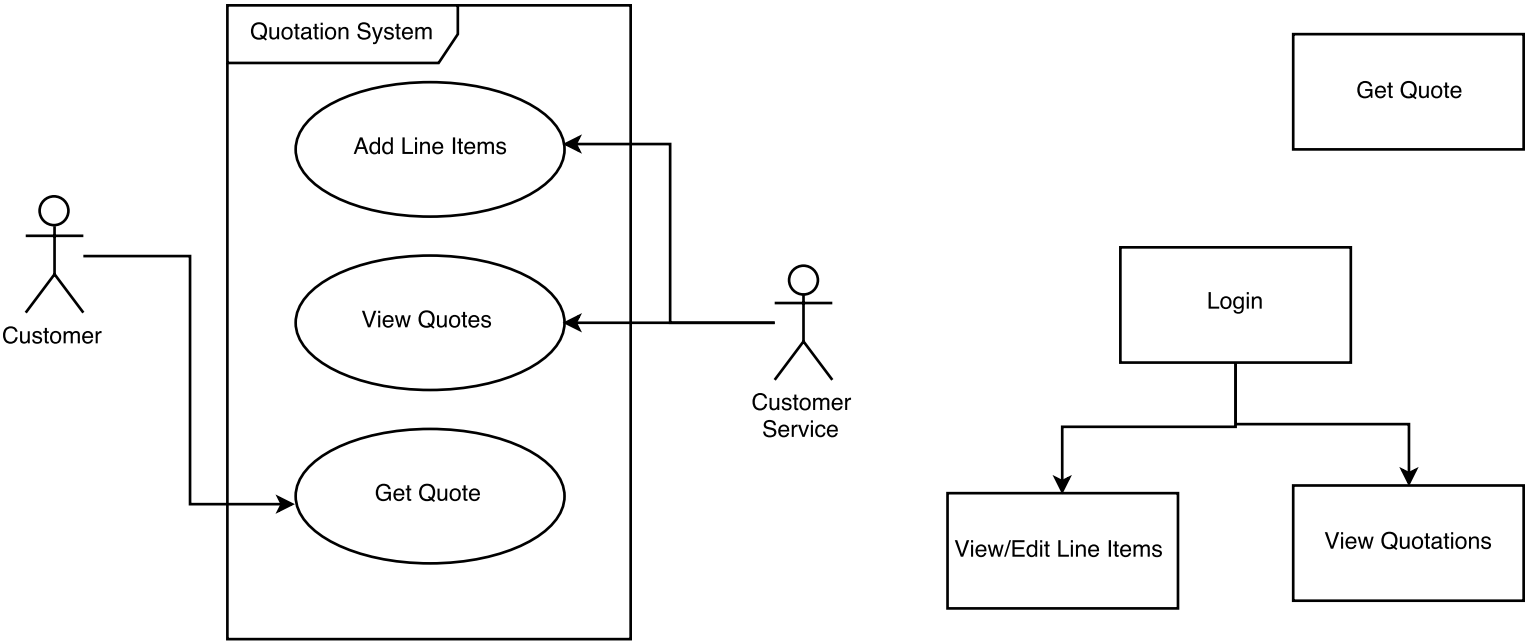 Quotation System
Add Line Items
View Quotes
Get Quote
Customer
Customer
Service
Get Quote
Login
View/Edit Line Items
View Quotations